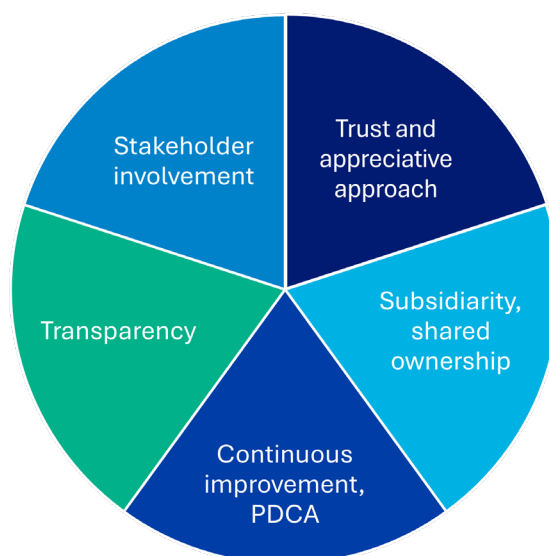 Trust and
appreciative
approach
Subsidiarity,
shared
ownership
Continuous
improvement,
PDCA
Transparency
Stakeholder
involvement